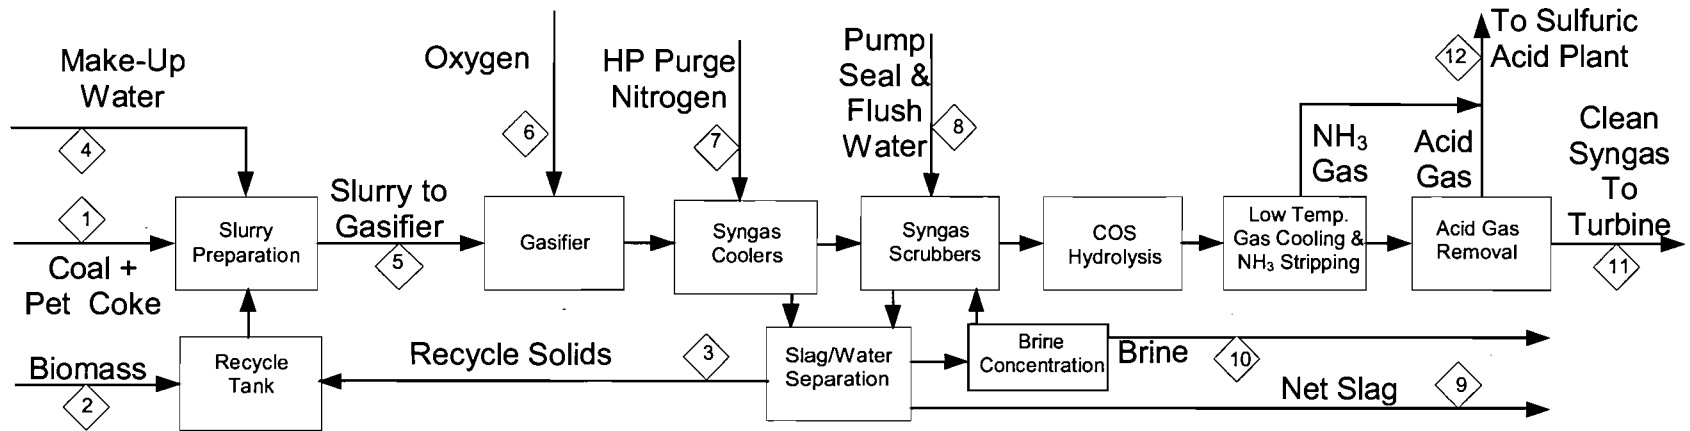 Make-Up
Water
4
1
Coal +
Pet Coke
Biomass
2
Slurry
Preparation
Recycle
Tank
Slurry to
Gasifier
5
Recycle Solids
3
Oxygen
6
Gasifier
HP Purge
Nitrogen
7
Syngas
Coolers
Pump
Seal &
Flush
Water
8
Syngas
Scrubbers
Slag/Water
Separation
Brine
Concentration
Brine
10
Net Slag
9
COS
Hydrolysis
Low Temp.
Gas Cooling &
NH₃ Stripping
NH₃
Gas
Acid
Gas
Acid Gas
Removal
12
To Sulfuric
Acid Plant
Clean
Syngas
To
Turbine
11